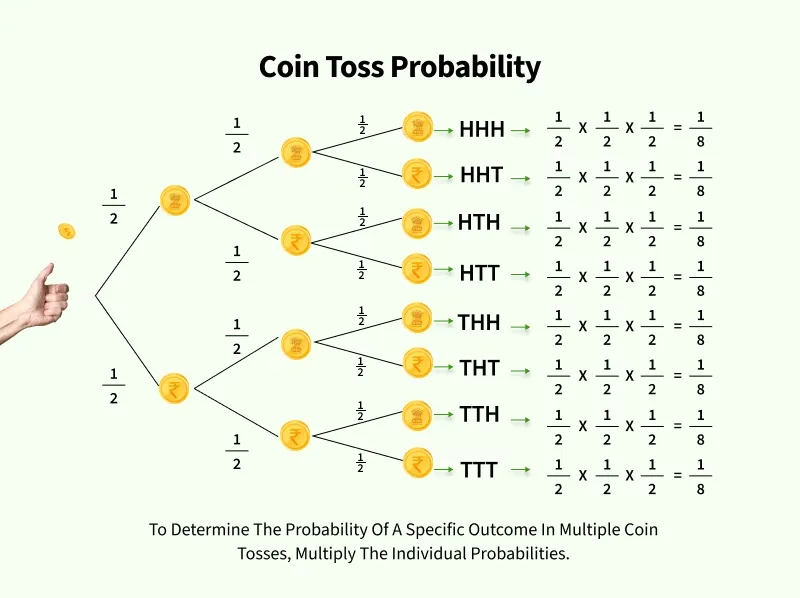 Coin Toss Probability
1/2 1/2 1/2 HHH 1/2 X 1/2 X 1/2 = 1/8
1/2 HHT 1/2 X 1/2 X 1/2 = 1/8
1/2 1/2 HTH 1/2 X 1/2 X 1/2 = 1/8
1/2 HTT 1/2 X 1/2 X 1/2 = 1/8
1/2 1/2 1/2 THH 1/2 X 1/2 X 1/2 = 1/8
1/2 THT 1/2 X 1/2 X 1/2 = 1/8
1/2 1/2 TTH 1/2 X 1/2 X 1/2 = 1/8
1/2 TTT 1/2 X 1/2 X 1/2 = 1/8
To Determine The Probability Of A Specific Outcome In Multiple Coin
Tosses, Multiply The Individual Probabilities.